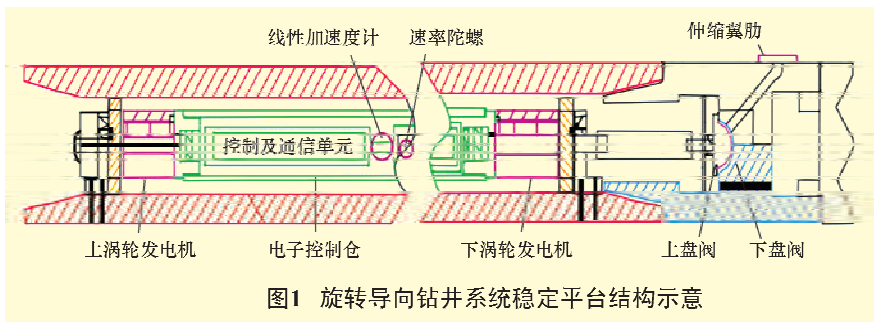 伸缩翼肋
线性加速度计 速率陀螺
控制及通信单元
上涡轮发电机 电子控制仓 下涡轮发电机 上盘阀 下盘阀
图1 旋转导向钻井系统稳定平台结构示意